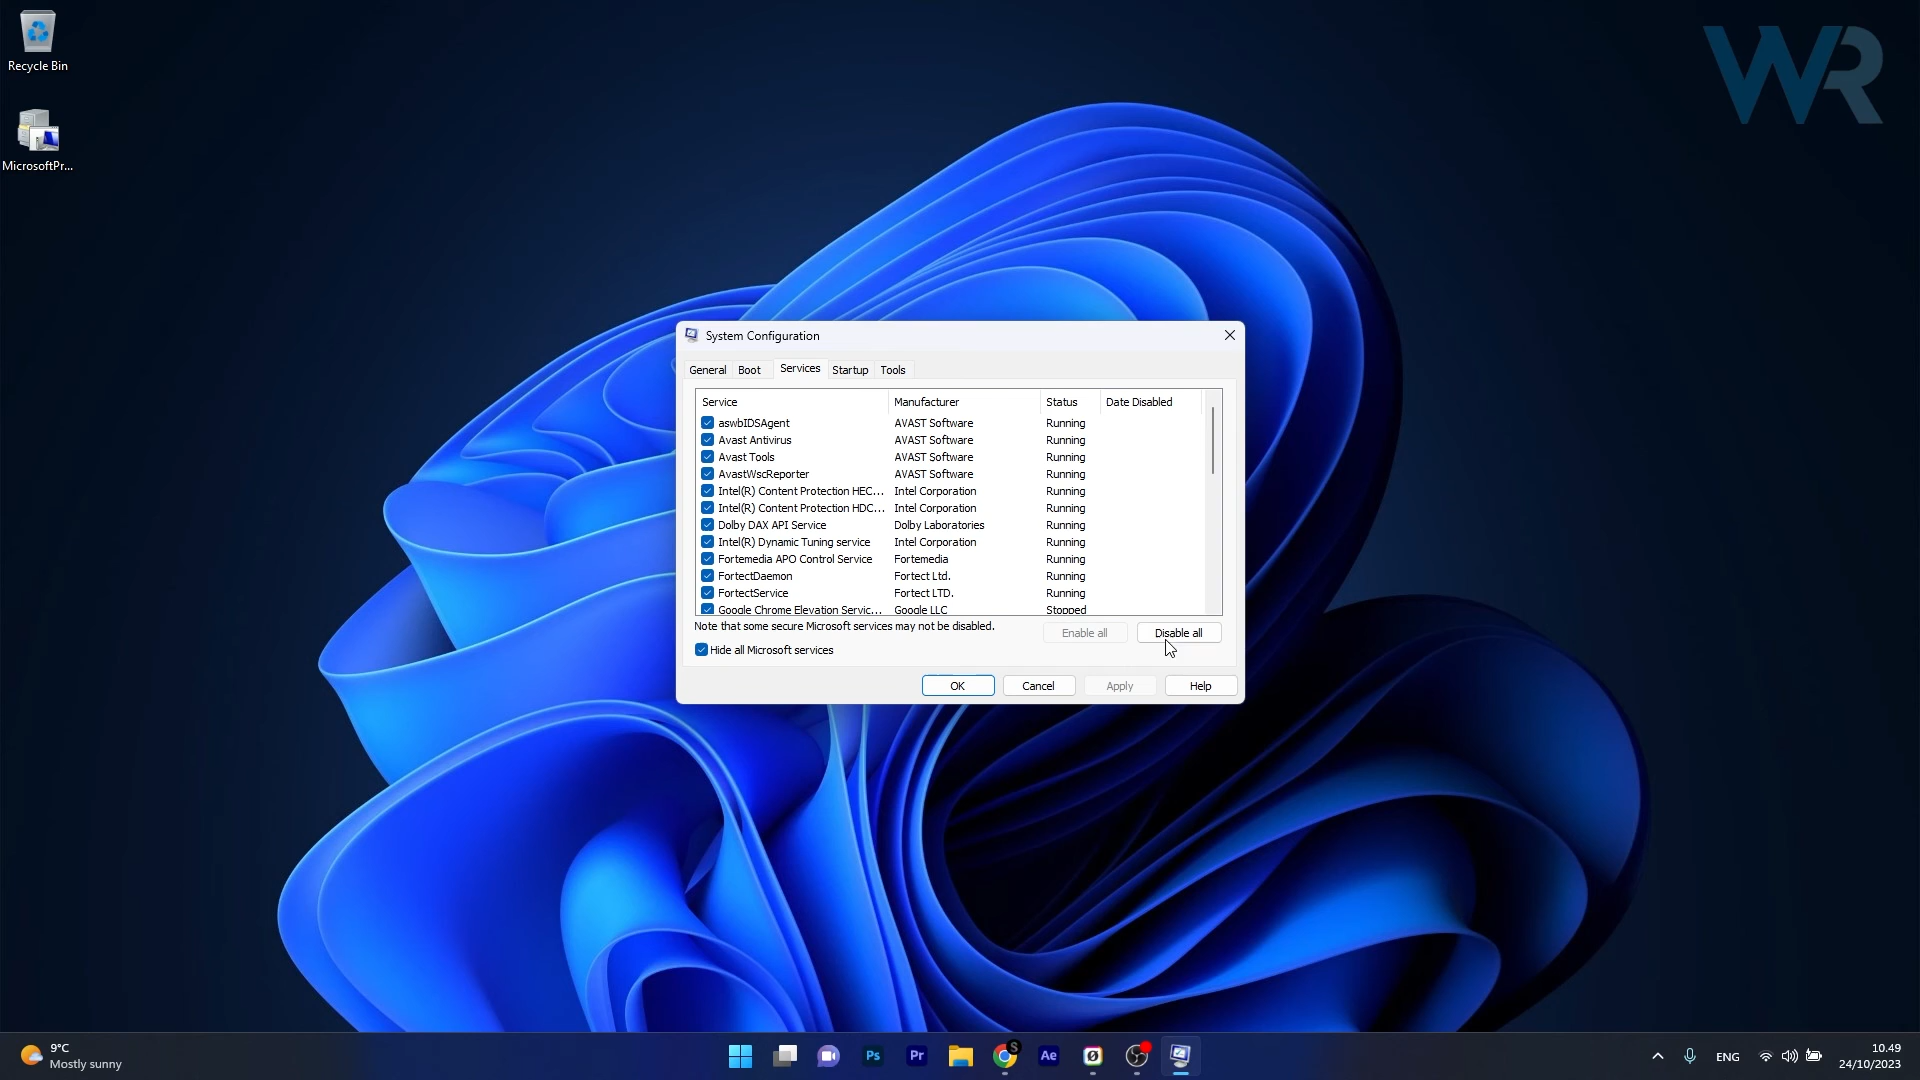 Recycle Bin
MicrosoftPr...
WR
System Configuration
General Boot Services Startup Tools
Service Manufacturer Status Date Disabled
aswbIDSAgent AVAST Software Running
Avast Antivirus AVAST Software Running
Avast Tools AVAST Software Running
AvastWscReporter AVAST Software Running
Intel(R) Content Protection HEC... Intel Corporation Running
Intel(R) Content Protection HDC... Intel Corporation Running
Dolby DAX API Service Dolby Laboratories Running
Intel(R) Dynamic Tuning service Intel Corporation Running
Fortemedia APO Control Service Fortemedia Running
FortectDaemon Fortect Ltd. Running
FortectService Fortect LTD. Running
Google Chrome Elevation Servic... Google LLC Stopped
Note that some secure Microsoft services may not be disabled.
Enable all Disable all
Hide all Microsoft services
OK Cancel Apply Help
9°C
Mostly sunny
Ps Pr S Ae
ENG
10.49
24/10/2023